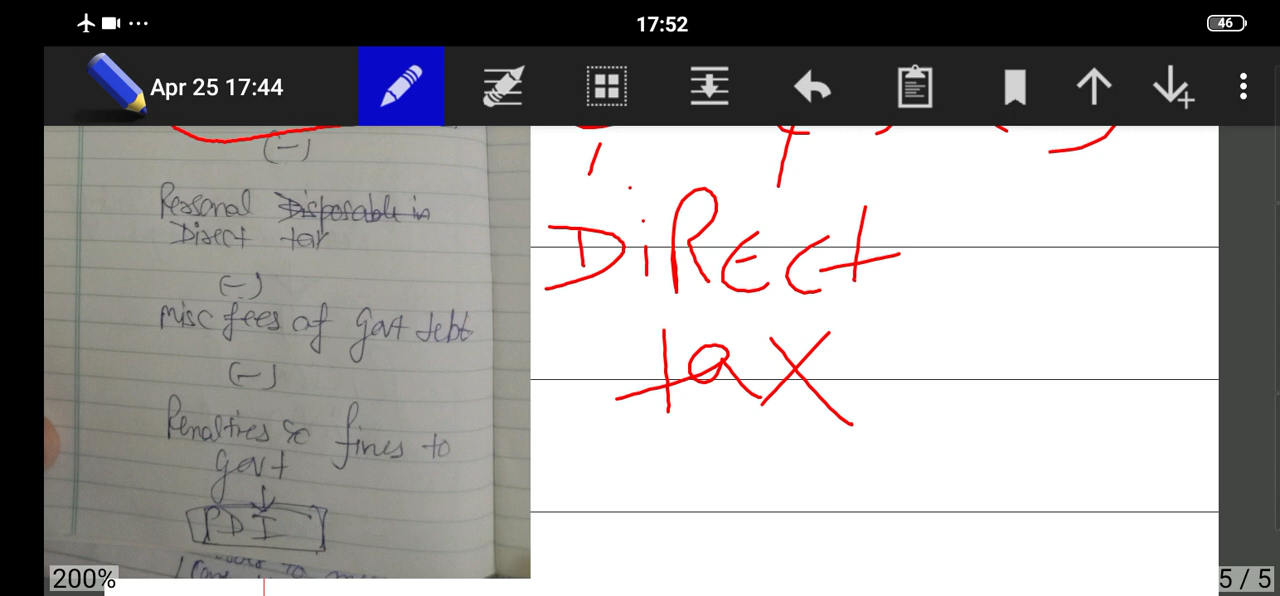 17:52
46
Apr 25 17:44
(-)
Personal Disposable in
Direct tax
(-)
misc fees of govt debt
(-)
Penalties & fines to
govt
PDI
DiRect
tax
200%
5 / 5